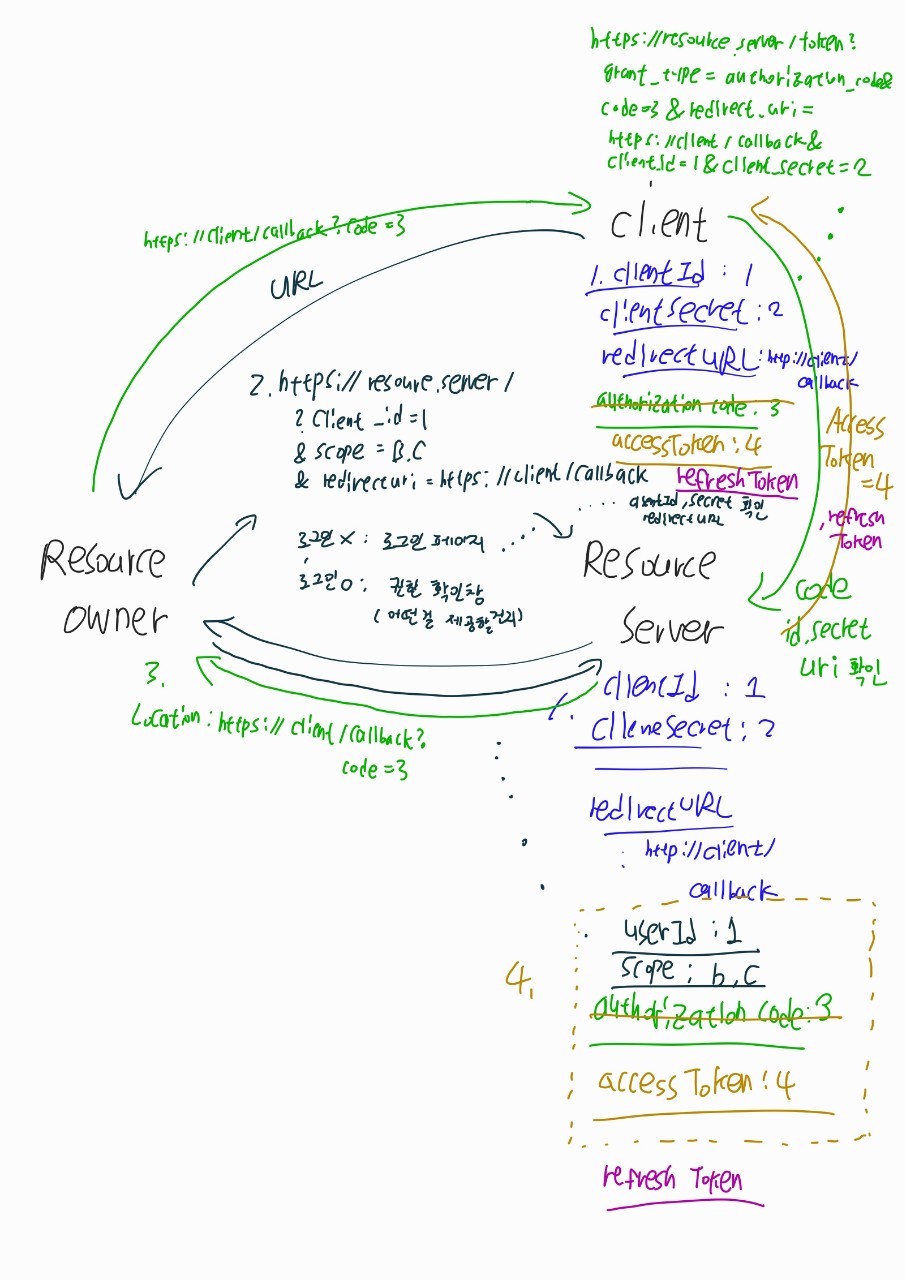 https://resource.server/token?
grant_type = authorization_code&
code=3 & redirect_uri =
https://client/callback&
client_id=1&client_secret=2
client
https://client/callback?code=3
URL
1. clientId : 1
clientSecret : 2
redirectURL : http://client/
callback
authorization code : 3
accessToken : 4
refreshToken
Access
Token
=4
, refresh
Token
2. https://resoure.server/
? Client_id=1
& scope = B.C
& redirecturi = https://client/callback
clientId, secret 확인
redirect URL
로그인 X : 로그인 페이지
로그인 O : 권한 확인창
( 어떤걸 제공할건지)
Resource
owner
Resource
Server
code
id.secret
uri 확인
3.
Location : https://client/callback?
code=3
1. clientId : 1
clieneSecret : 2
redirectURL
: http://client/
callback
4.
userId : 1
scope : b,c
authorization code : 3
accessToken : 4
refresh Token